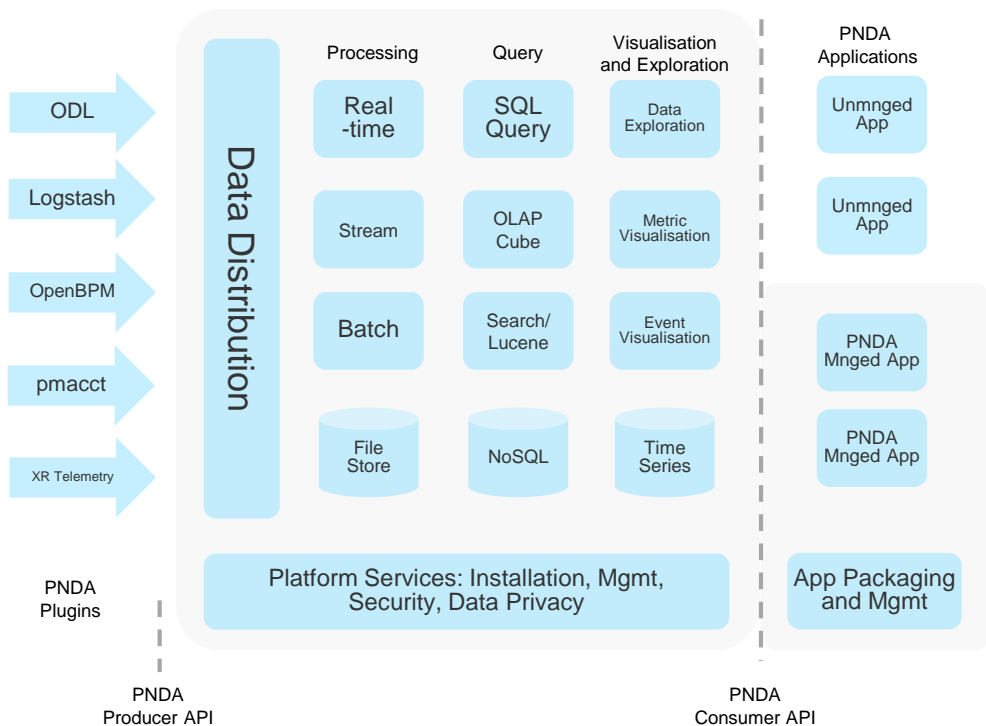 ODL
Logstash
OpenBPM
pmacct
XR Telemetry
PNDA
Plugins
PNDA
Producer API
Data Distribution
Processing
Real
-time
Stream
Batch
File
Store
Query
SQL
Query
OLAP
Cube
Search/
Lucene
NoSQL
Visualisation
and Exploration
Data
Exploration
Metric
Visualisation
Event
Visualisation
Time
Series
Platform Services: Installation, Mgmt,
Security, Data Privacy
PNDA
Consumer API
PNDA
Applications
Unmnged
App
Unmnged
App
PNDA
Mnged App
PNDA
Mnged App
App Packaging
and Mgmt